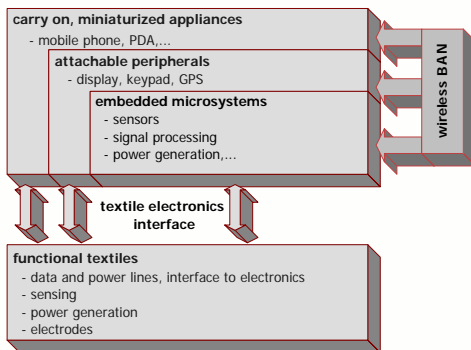 carry on, miniaturized appliances
- mobile phone, PDA,...
attachable peripherals
- display, keypad, GPS
embedded microsystems
- sensors
- signal processing
- power generation,...
wireless BAN
textile electronics
interface
functional textiles
- data and power lines, interface to electronics
- sensing
- power generation
- electrodes